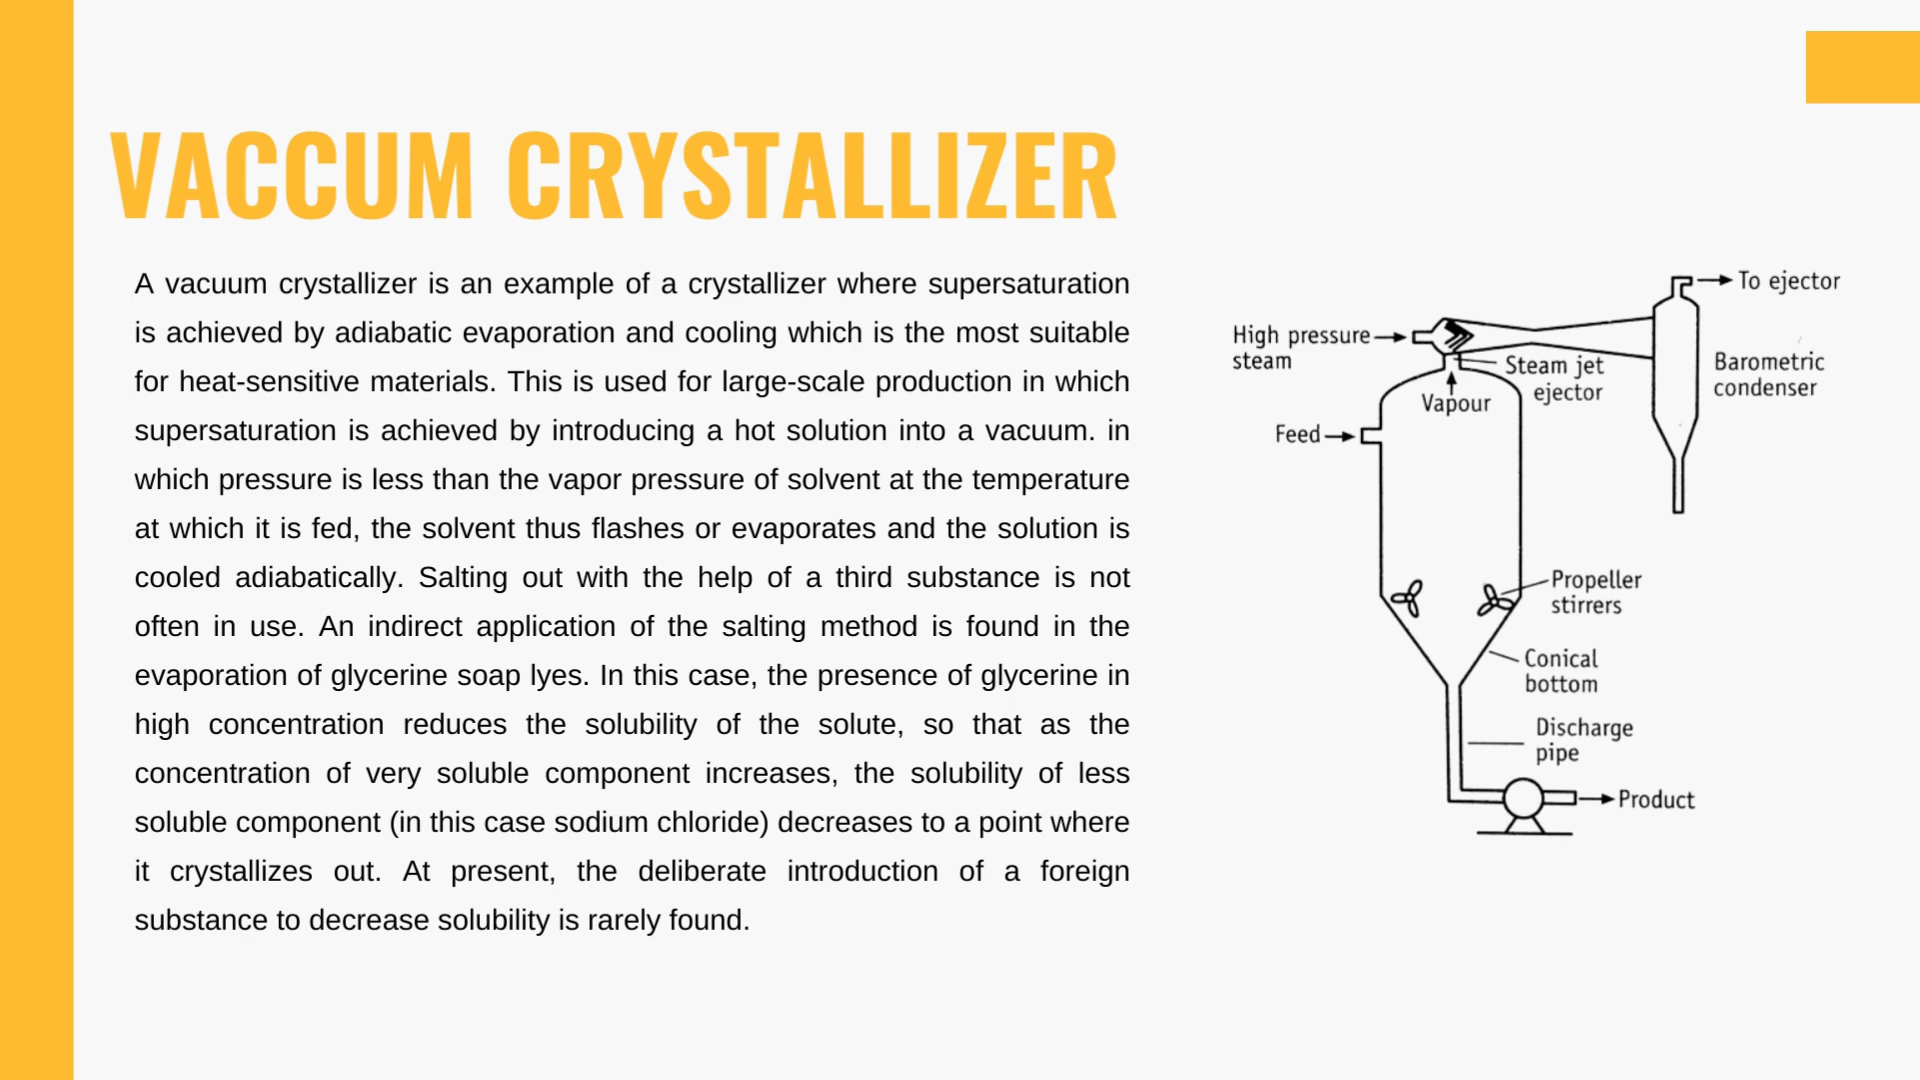 VACCUM CRYSTALLIZER
A vacuum crystallizer is an example of a crystallizer where supersaturation
is achieved by adiabatic evaporation and cooling which is the most suitable
for heat-sensitive materials. This is used for large-scale production in which
supersaturation is achieved by introducing a hot solution into a vacuum. in
which pressure is less than the vapor pressure of solvent at the temperature
at which it is fed, the solvent thus flashes or evaporates and the solution is
cooled adiabatically. Salting out with the help of a third substance is not
often in use. An indirect application of the salting method is found in the
evaporation of glycerine soap lyes. In this case, the presence of glycerine in
high concentration reduces the solubility of the solute, so that as the
concentration of very soluble component increases, the solubility of less
soluble component (in this case sodium chloride) decreases to a point where
it crystallizes out. At present, the deliberate introduction of a foreign
substance to decrease solubility is rarely found.
To ejector
High pressure
steam
Steam jet
ejector
Barometric
condenser
Vapour
Feed
Propeller
stirrers
Conical
bottom
Discharge
pipe
Product